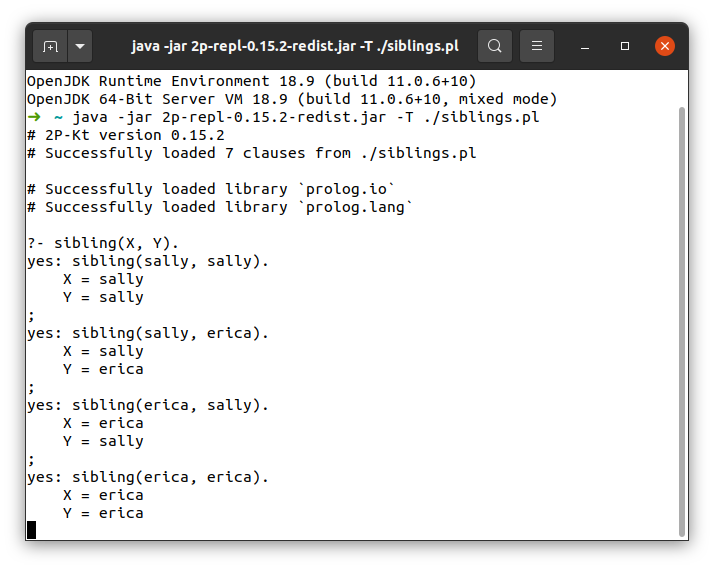 java -jar 2p-repl-0.15.2-redist.jar -T ./siblings.pl
OpenJDK Runtime Environment 18.9 (build 11.0.6+10)
OpenJDK 64-Bit Server VM 18.9 (build 11.0.6+10, mixed mode)
➜  ~ java -jar 2p-repl-0.15.2-redist.jar -T ./siblings.pl
# 2P-Kt version 0.15.2
# Successfully loaded 7 clauses from ./siblings.pl
# Successfully loaded library `prolog.io`
# Successfully loaded library `prolog.lang`
?- sibling(X, Y).
yes: sibling(sally, sally).
    X = sally
    Y = sally
;
yes: sibling(sally, erica).
    X = sally
    Y = erica
;
yes: sibling(erica, sally).
    X = erica
    Y = sally
;
yes: sibling(erica, erica).
    X = erica
    Y = erica